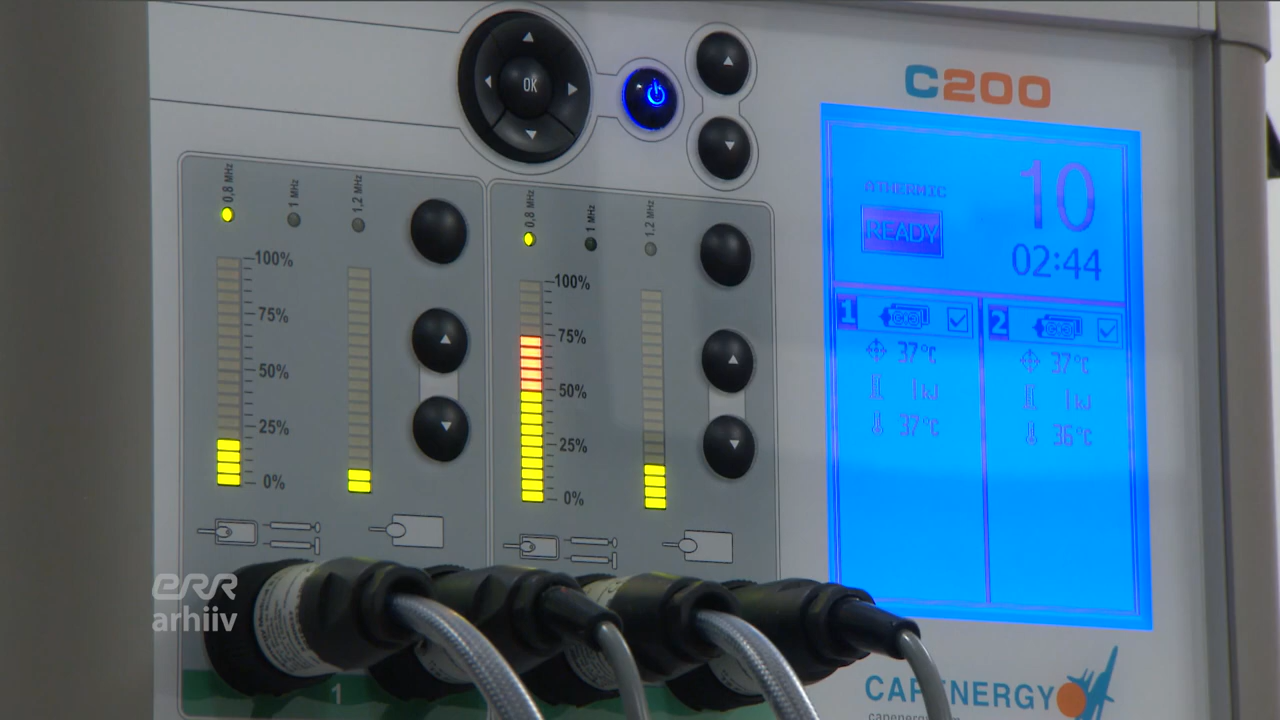 OK
C200
0,8 MHz
1 MHz
1,2 MHz
100%
75%
50%
25%
0%
0,8 MHz
1 MHz
1,2 MHz
100%
75%
50%
25%
0%
ATHERMIC
READY
10
02:44
1
2
37°C
1 kJ
37°C
37°C
1 kJ
36°C
1
CAPENERGY
ERR
arhiiv